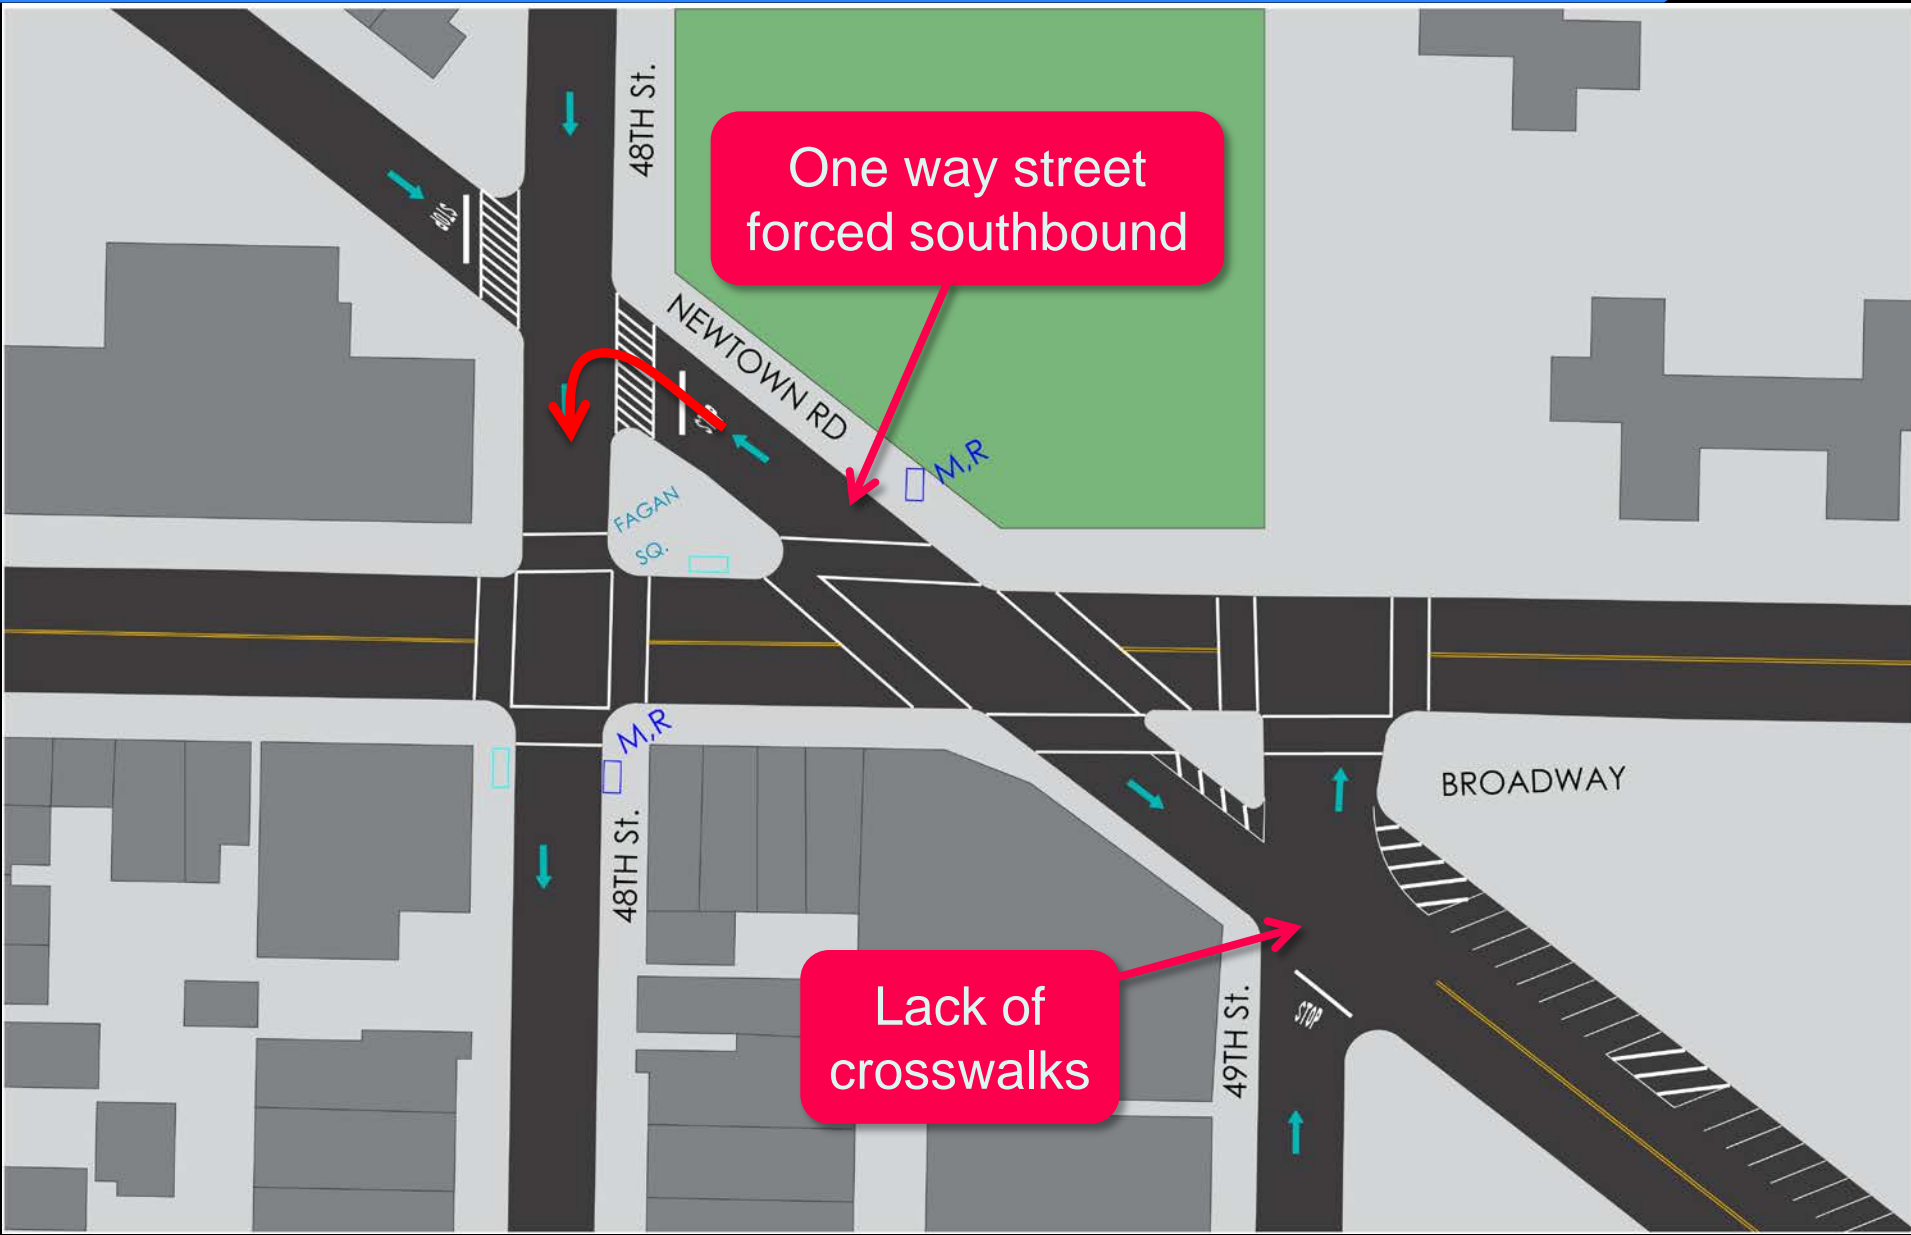 48TH St.
One way street
forced southbound
STOP
NEWTOWN RD
STOP
M,R
FAGAN
SQ.
M,R
BROADWAY
48TH St.
Lack of
crosswalks
STOP
49TH St.